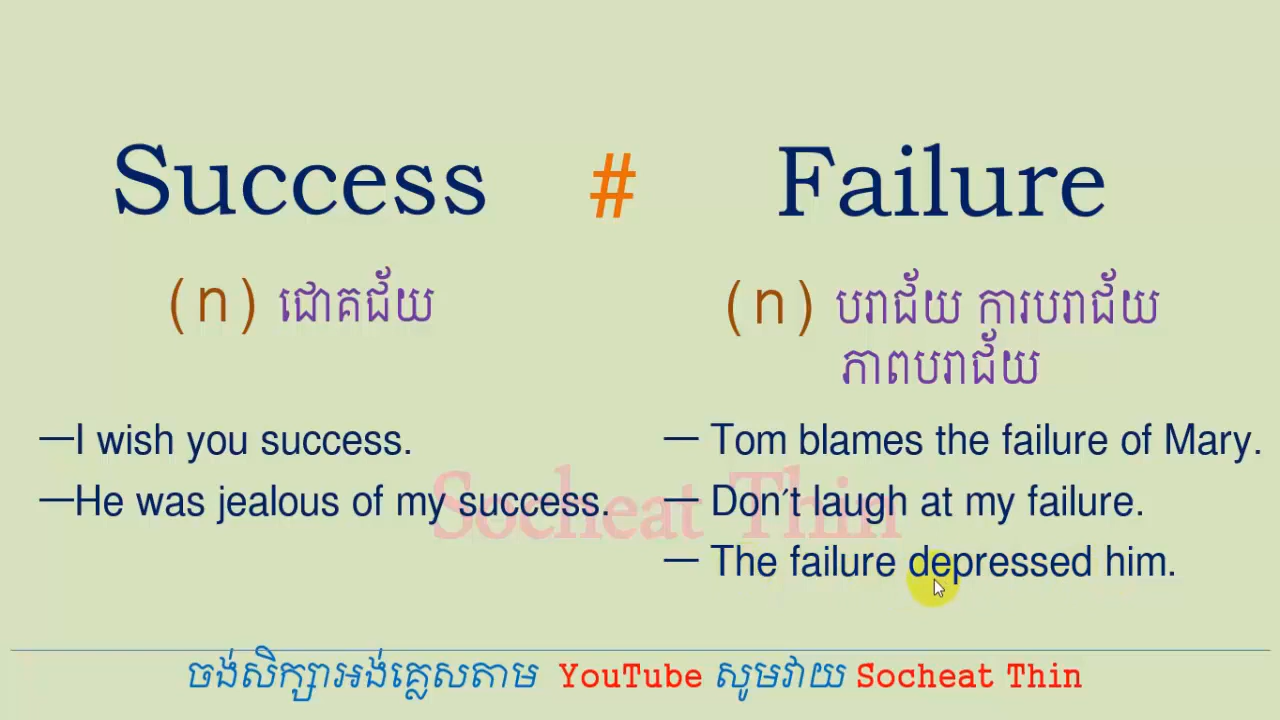 Success # Failure
(n) ជោគជ័យ
(n) បរាជ័យ ការបរាជ័យ
ភាពបរាជ័យ
—I wish you success.
—He was jealous of my success.
— Tom blames the failure of Mary.
— Don't laugh at my failure.
— The failure depressed him.
Socheat Thin
ចង់សិក្សាអង់គ្លេសតាម YouTube សូមវាយ Socheat Thin